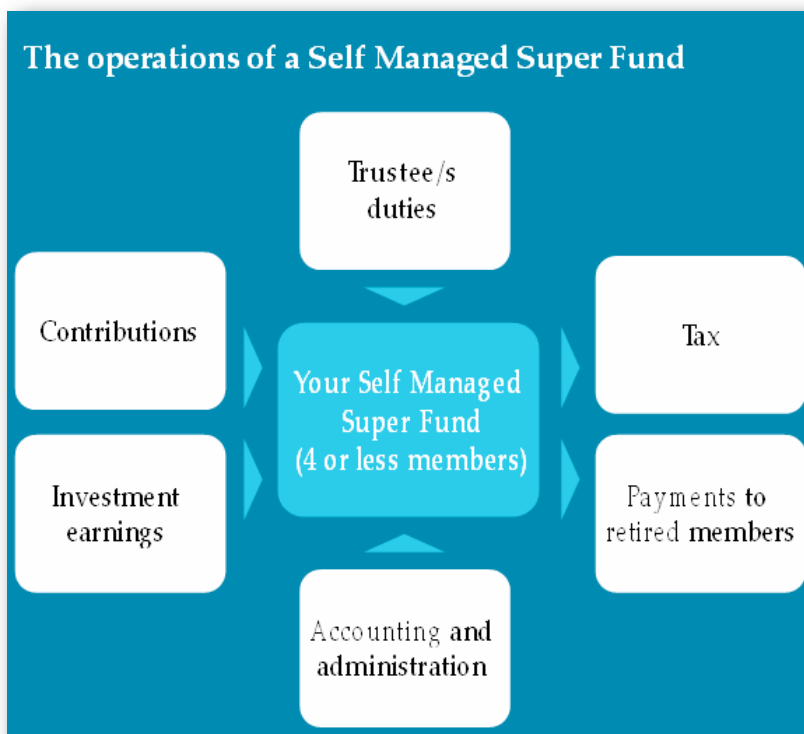 The operations of a Self Managed Super Fund
Trustee/s
duties
Contributions
Your Self Managed
Super Fund
(4 or less members)
Tax
Investment
earnings
Payments to
retired members
Accounting and
administration